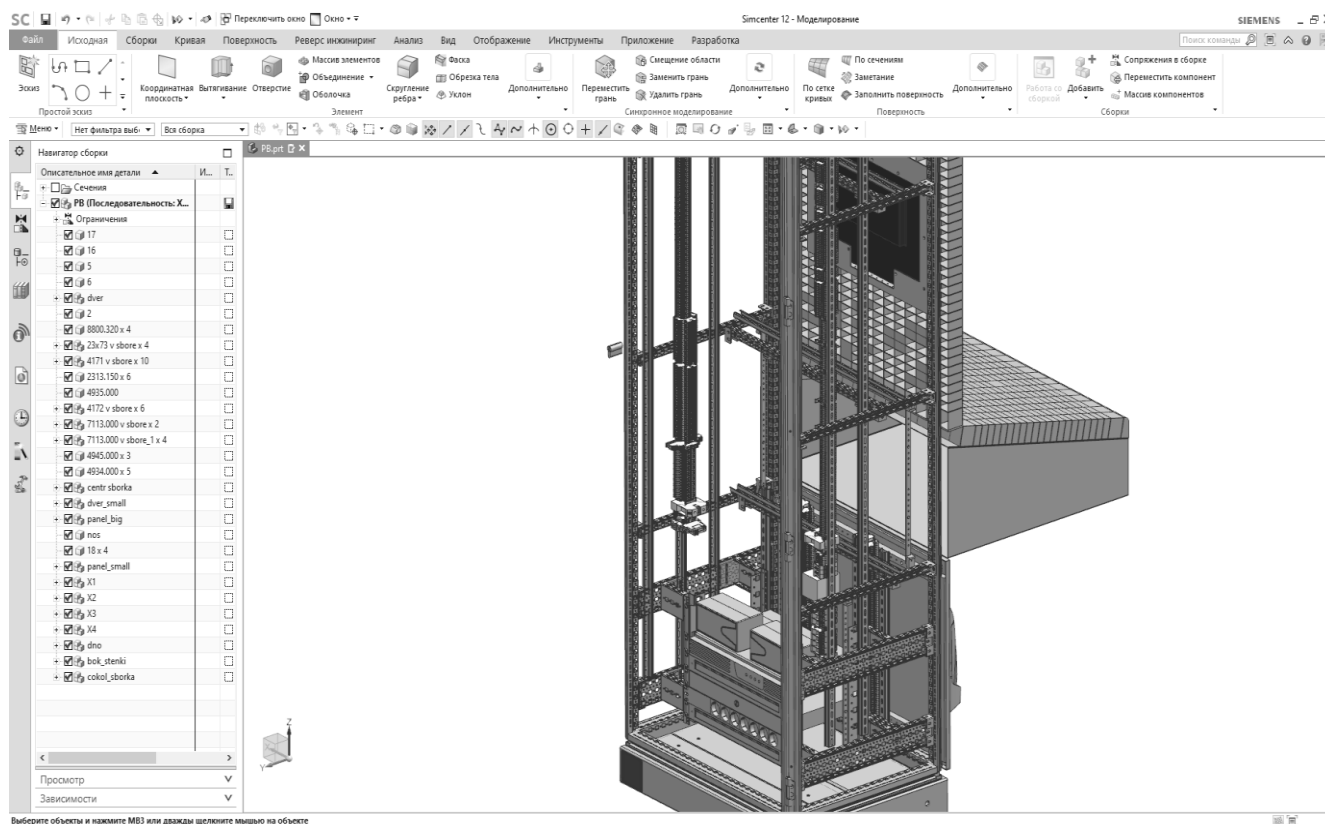 SC Переключить окно Окно Simcenter 12 - Моделирование SIEMENS
Файл Исходная Сборки Кривая Поверхность Реверс инжиниринг Анализ Вид Отображение Инструменты Приложение Разработка Поиск команды
Эскиз
Простой эскиз
Координатная плоскость
Вытягивание
Отверстие
Массив элементов
Объединение
Оболочка
Элемент
Скругление ребра
Фаска
Обрезка тела
Уклон
Дополнительно
Переместить грань
Смещение области
Заменить грань
Удалить грань
Дополнительно
Синхронное моделирование
По сетке кривых
По сечениям
Заметание
Заполнить поверхность
Дополнительно
Поверхность
Работа со сборкой
Добавить
Сопряжения в сборке
Переместить компонент
Массив компонентов
Сборки
Меню Нет фильтра выб Вся сборка
Навигатор сборки
PB.prt
Описательное имя детали И... Т..
Сечения
PB (Последовательность: Х...
Ограничения
17
16
5
6
dver
2
8800.320 x 4
23x73 v sbore x 4
4171 v sbore x 10
2313.150 x 6
4935.000
4172 v sbore x 6
7113.000 v sbore x 2
7113.000 v sbore_1 x 4
4945.000 x 3
4934.000 x 5
centr sborka
dver_small
panel_big
nos
18 x 4
panel_small
X1
X2
X3
X4
dno
bok_stenki
cokol_sborka
Z
Y
Просмотр
Зависимости
Выберите объекты и нажмите MB3 или дважды щелкните мышью на объекте